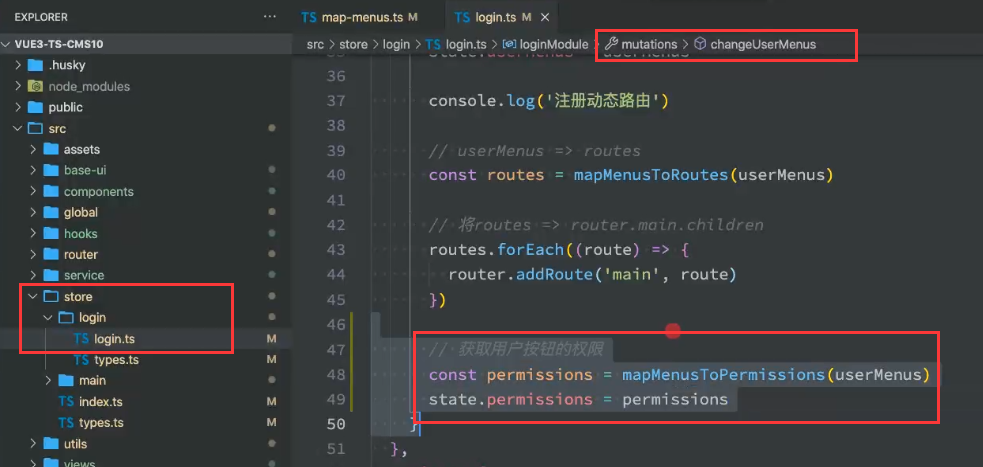 EXPLORER
···
TS map-menus.ts M
TS login.ts M ×
VUE3-TS-CMS10
src > store > login > TS login.ts > loginModule > mutations > changeUserMenus
.husky
node_modules
public
src
assets
base-ui
components
global
hooks
router
service
store
login
TS login.ts M
TS types.ts M
main
TS index.ts M
TS types.ts M
utils
views
36
37 console.log('注册动态路由')
38
39 // userMenus => routes
40 const routes = mapMenusToRoutes(userMenus)
41
42 // 将routes => router.main.children
43 routes.forEach((route) => {
44 router.addRoute('main', route)
45 })
46
47 // 获取用户按钮的权限
48 const permissions = mapMenusToPermissions(userMenus)
49 state.permissions = permissions
50 }
51 },